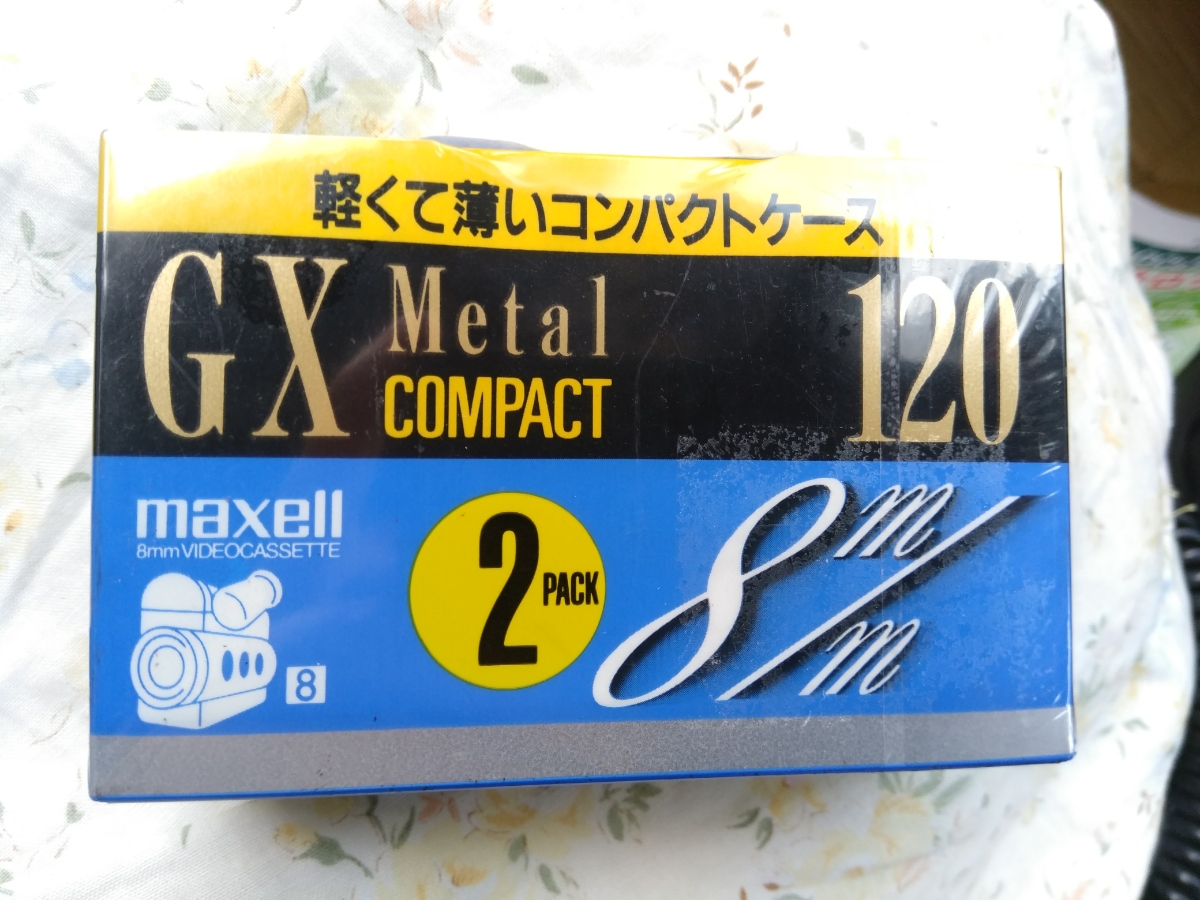 軽くて薄いコンパクトケース
GX Metal 120
COMPACT
maxell
8mm VIDEOCASSETTE
2 PACK
8 m/m
8